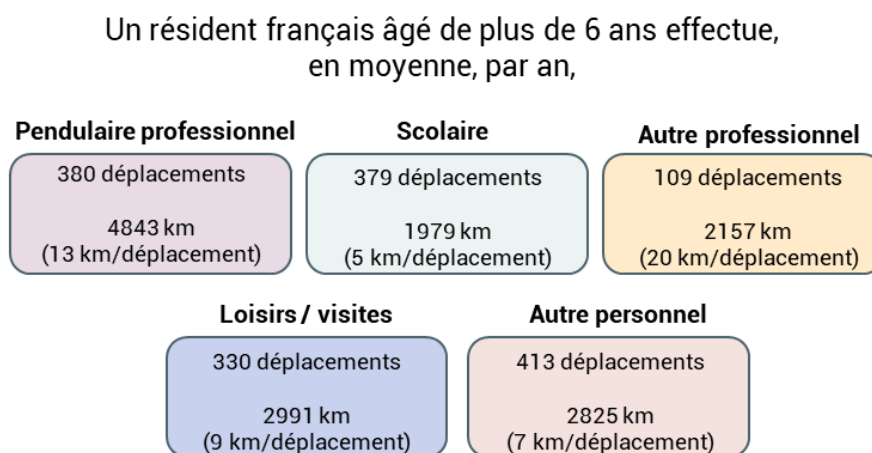 Un résident français âgé de plus de 6 ans effectue,
en moyenne, par an,
Pendulaire professionnel
380 déplacements
4843 km
(13 km/déplacement)
Scolaire
379 déplacements
1979 km
(5 km/déplacement)
Autre professionnel
109 déplacements
2157 km
(20 km/déplacement)
Loisirs / visites
330 déplacements
2991 km
(9 km/déplacement)
Autre personnel
413 déplacements
2825 km
(7 km/déplacement)